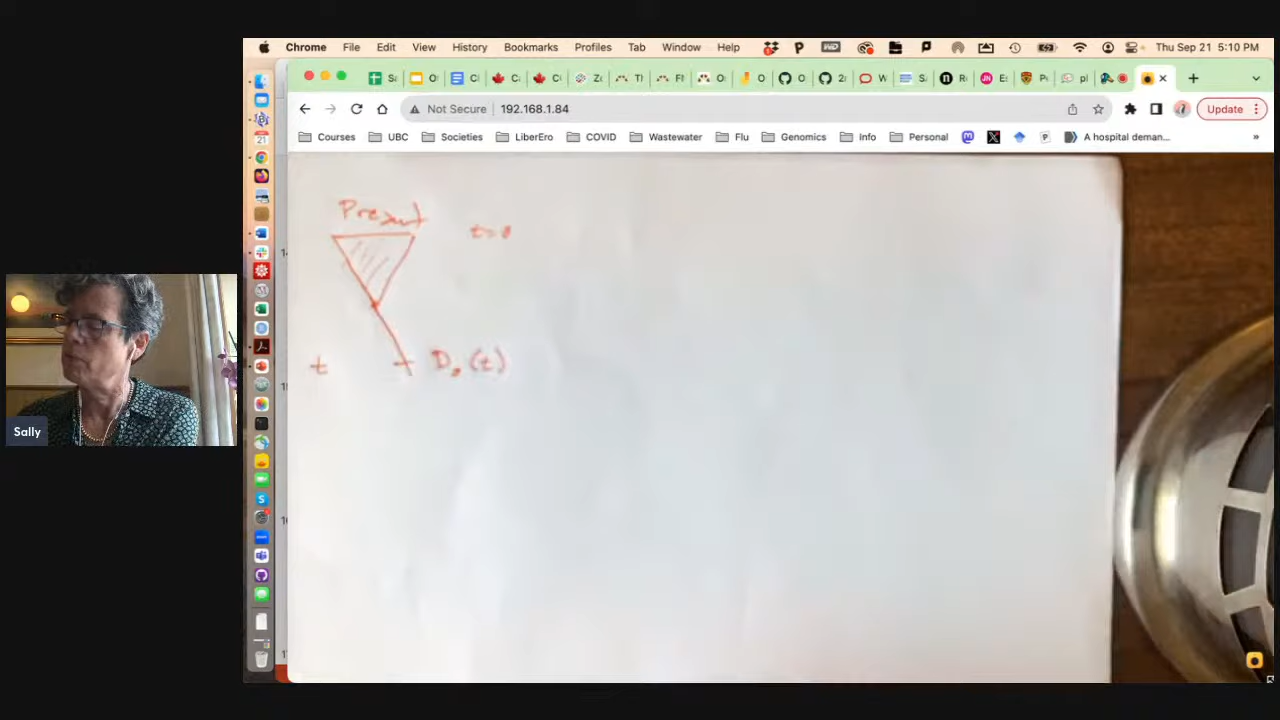 Chrome File Edit View History Bookmarks Profiles Tab Window Help Thu Sep 21 5:10 PM
Not Secure 192.168.1.84 Update
Courses UBC Societies LiberEro COVID Wastewater Flu Genomics Info Personal A hospital deman...
Present
t=0
t D₀(t)
Sally